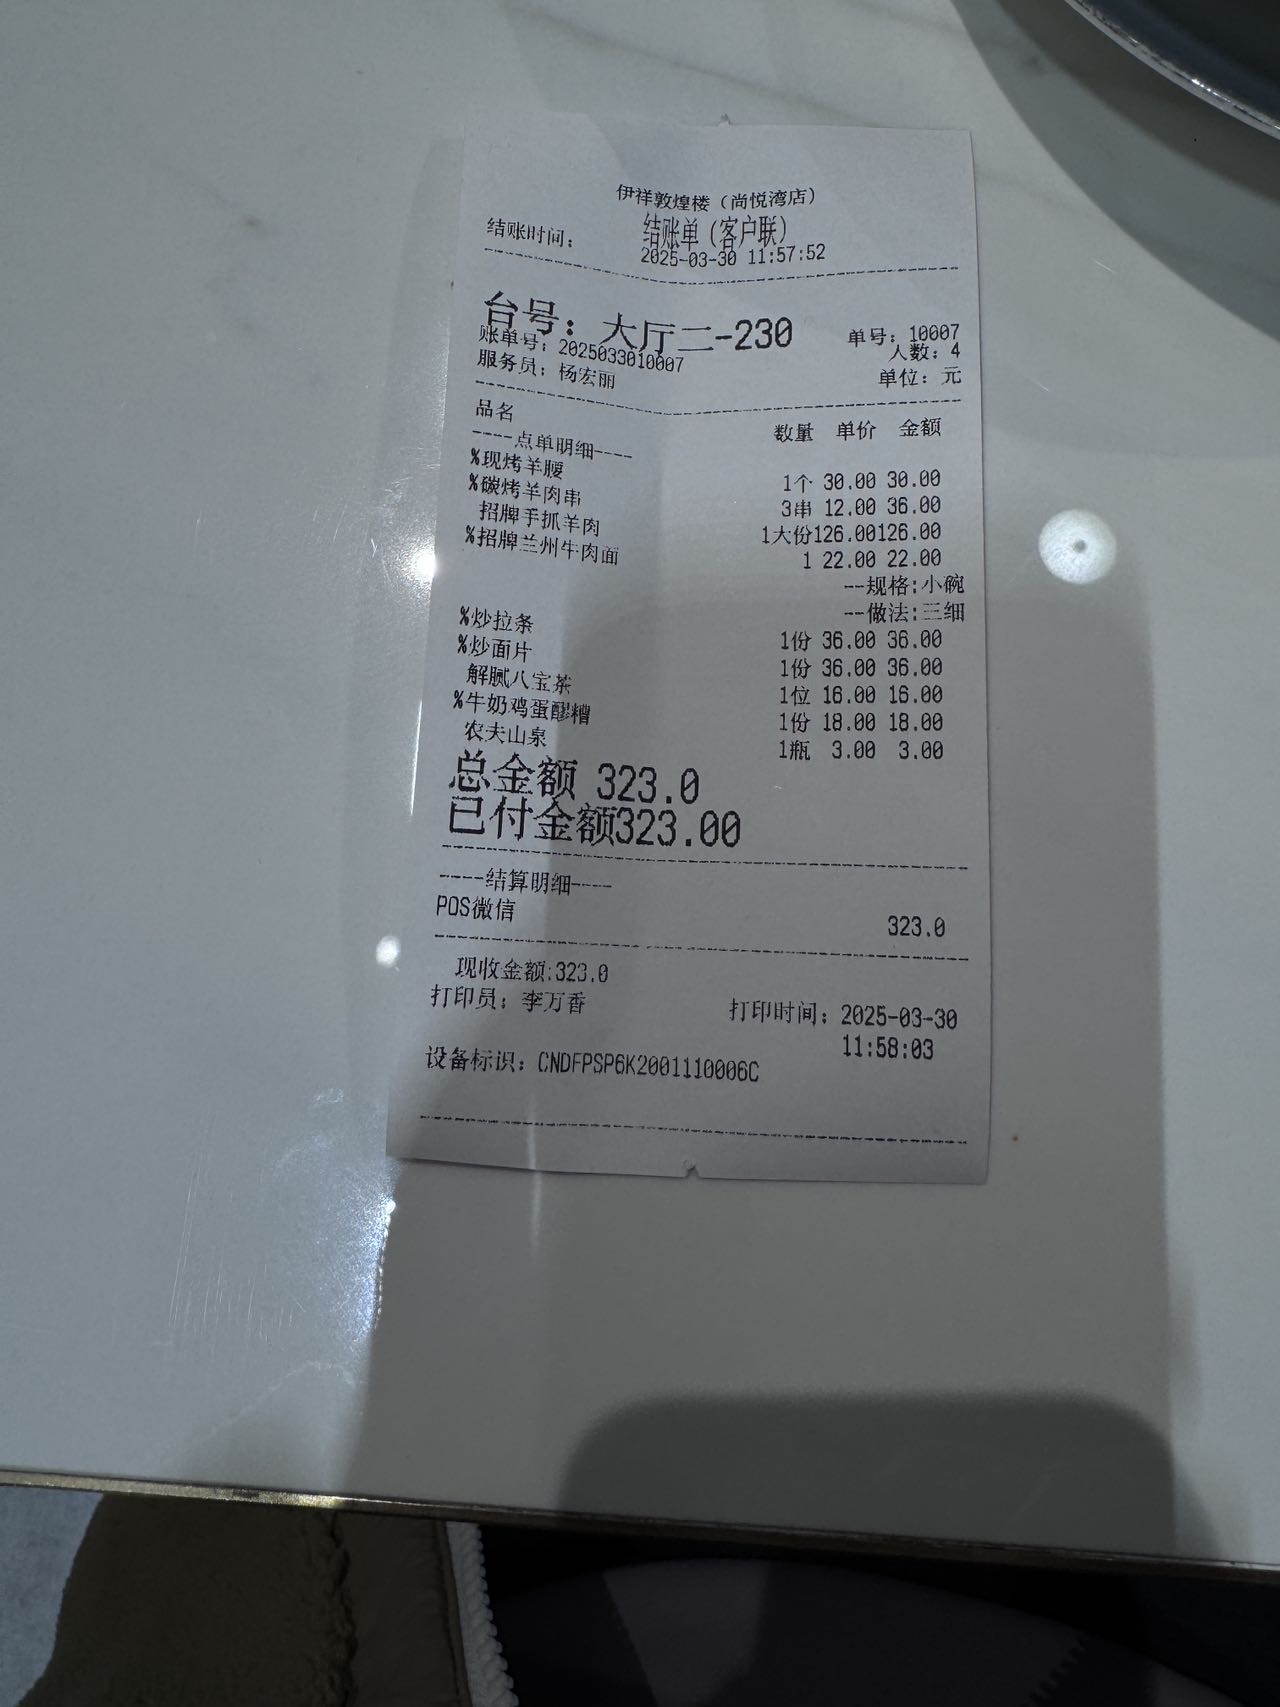 伊祥敦煌楼（尚悦湾店）
结账单（客户联）
结账时间： 2025-03-30 11:57:52
台号：大厅二-230 单号：10007
账单号：2025033010007 人数：4
服务员：杨宏丽 单位：元
品名 数量 单价 金额
----点单明细----
%现烤羊腰 1个 30.00 30.00
%碳烤羊肉串 3串 12.00 36.00
招牌手抓羊肉 1大份126.00126.00
%招牌兰州牛肉面 1 22.00 22.00
--规格:小碗
--做法:三细
%炒拉条 1份 36.00 36.00
%炒面片 1份 36.00 36.00
解腻八宝茶 1位 16.00 16.00
%牛奶鸡蛋醪糟 1份 18.00 18.00
农夫山泉 1瓶 3.00 3.00
总金额 323.0
已付金额323.00
----结算明细----
POS微信 323.0
现收金额:323.0
打印员：李万香 打印时间：2025-03-30
11:58:03
设备标识：CNDFPSP6K2001110006C